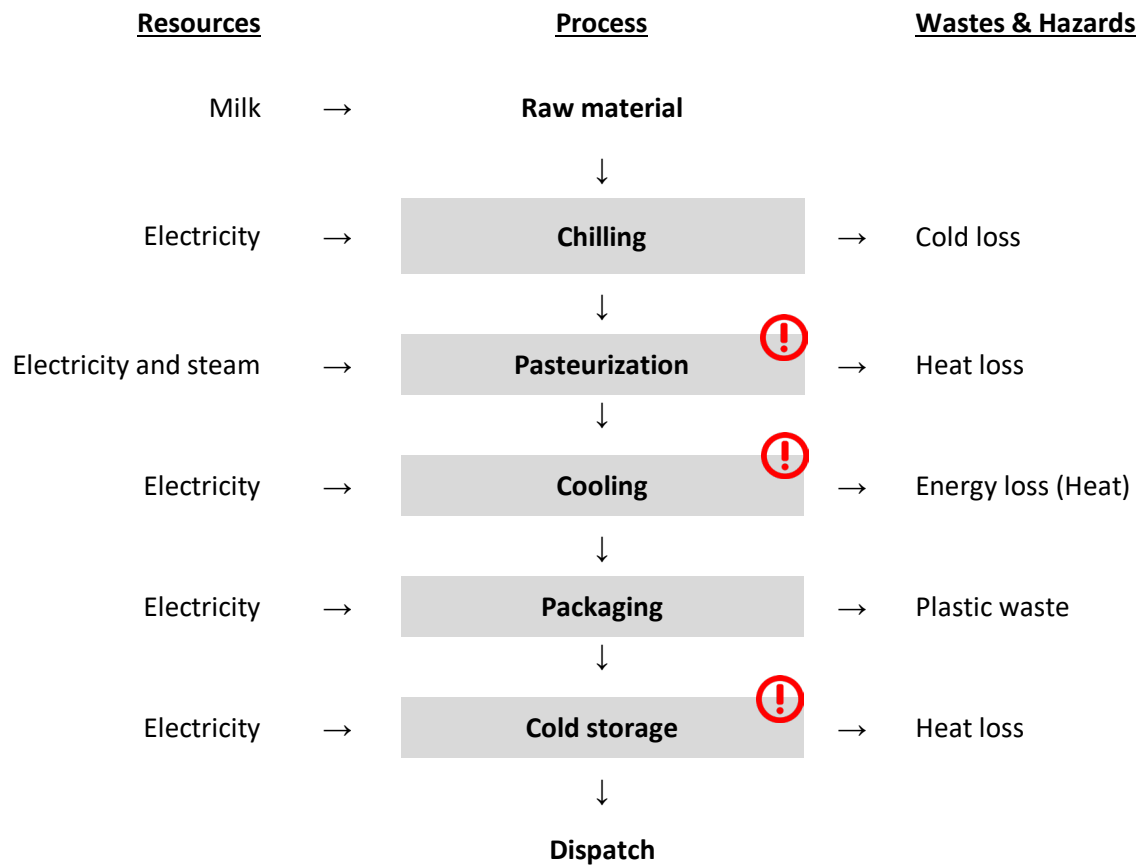 Resources Process Wastes & Hazards
Milk → Raw material
↓
Electricity → Chilling → Cold loss
↓
Electricity and steam → Pasteurization → Heat loss
↓
Electricity → Cooling → Energy loss (Heat)
↓
Electricity → Packaging → Plastic waste
↓
Electricity → Cold storage → Heat loss
↓
Dispatch